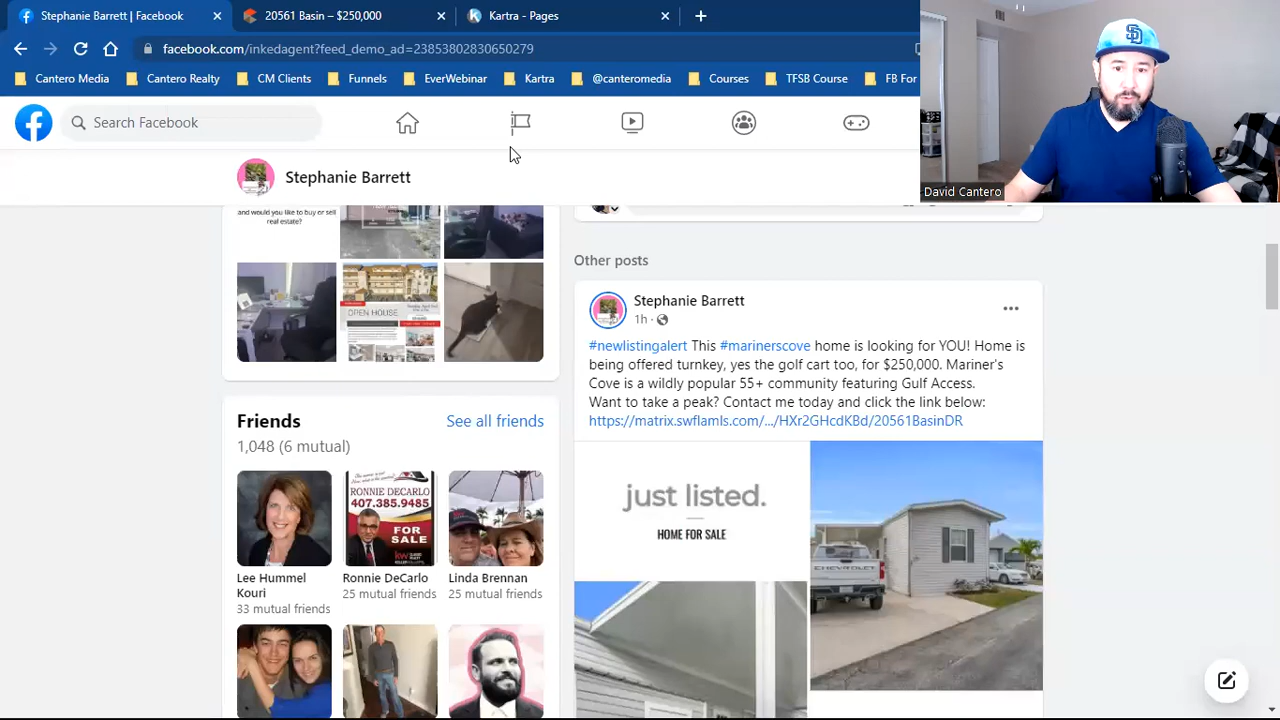 Stephanie Barrett | Facebook
20561 Basin – $250,000
Kartra - Pages
facebook.com/inkedagent?feed_demo_ad=23853802830650279
Cantero Media
Cantero Realty
CM Clients
Funnels
EverWebinar
Kartra
@canteromedia
Courses
TFSB Course
FB For
SD
David Cantero
Search Facebook
Stephanie Barrett
and would you like to buy or sell
real estate?
OPEN HOUSE
Friends
See all friends
1,048 (6 mutual)
RONNIE DECARLO
407.385.9485
FOR
SALE
kw
Lee Hummel
Kouri
33 mutual friends
Ronnie DeCarlo
25 mutual friends
Linda Brennan
25 mutual friends
Other posts
Stephanie Barrett
1h ·
#newlistingalert This #marinerscove home is looking for YOU! Home is
being offered turnkey, yes the golf cart too, for $250,000. Mariner's
Cove is a wildly popular 55+ community featuring Gulf Access.
Want to take a peak? Contact me today and click the link below:
https://matrix.swflamls.com/.../HXr2GHcdKBd/20561BasinDR
just listed.
HOME FOR SALE
CHEVROLET